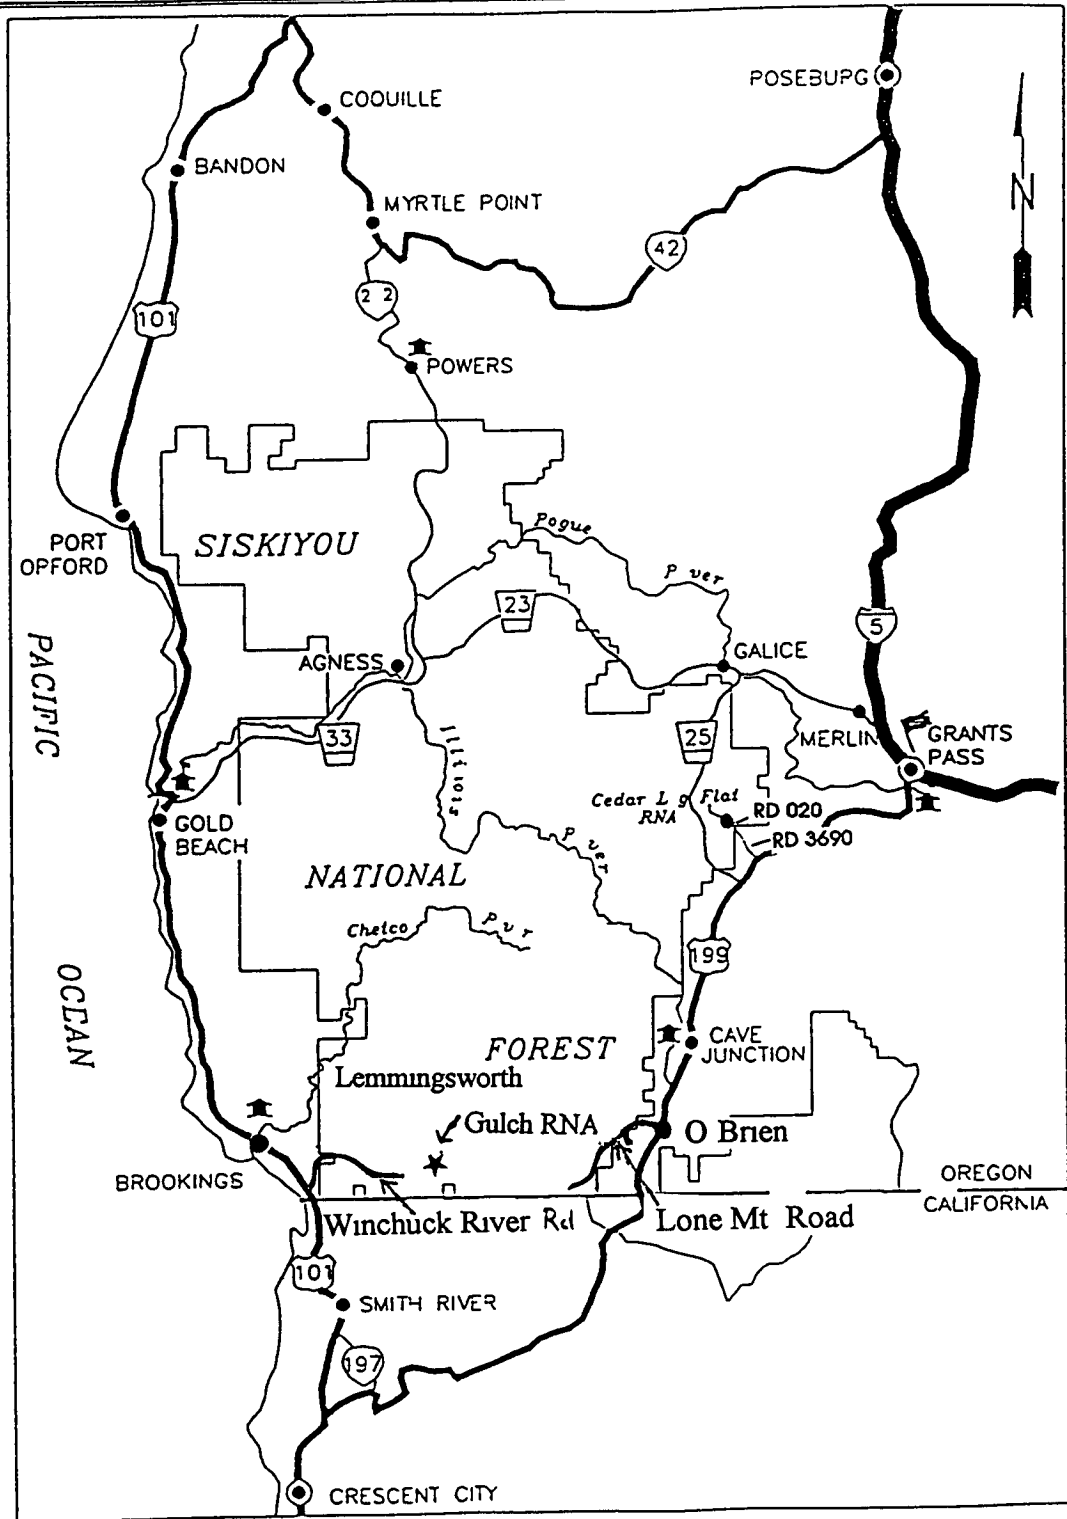 POSEBUPG
COOUILLE
BANDON
N
MYRTLE POINT
42
2 2
101
POWERS
PORT
OPFORD
SISKIYOU
Pogue
P ver
23
5
PACIFIC
AGNESS
GALICE
33
Illinois
25
MERLIN
GRANTS
PASS
Cedar L g Flat
RNA
RD 020
RD 3690
GOLD
BEACH
P ver
NATIONAL
Chelco
P v r
199
OCEAN
FOREST
CAVE
JUNCTION
Lemmingsworth
Gulch RNA
O Brien
BROOKINGS
OREGON
CALIFORNIA
Winchuck River Rd
Lone Mt Road
101
SMITH RIVER
197
CRESCENT CITY